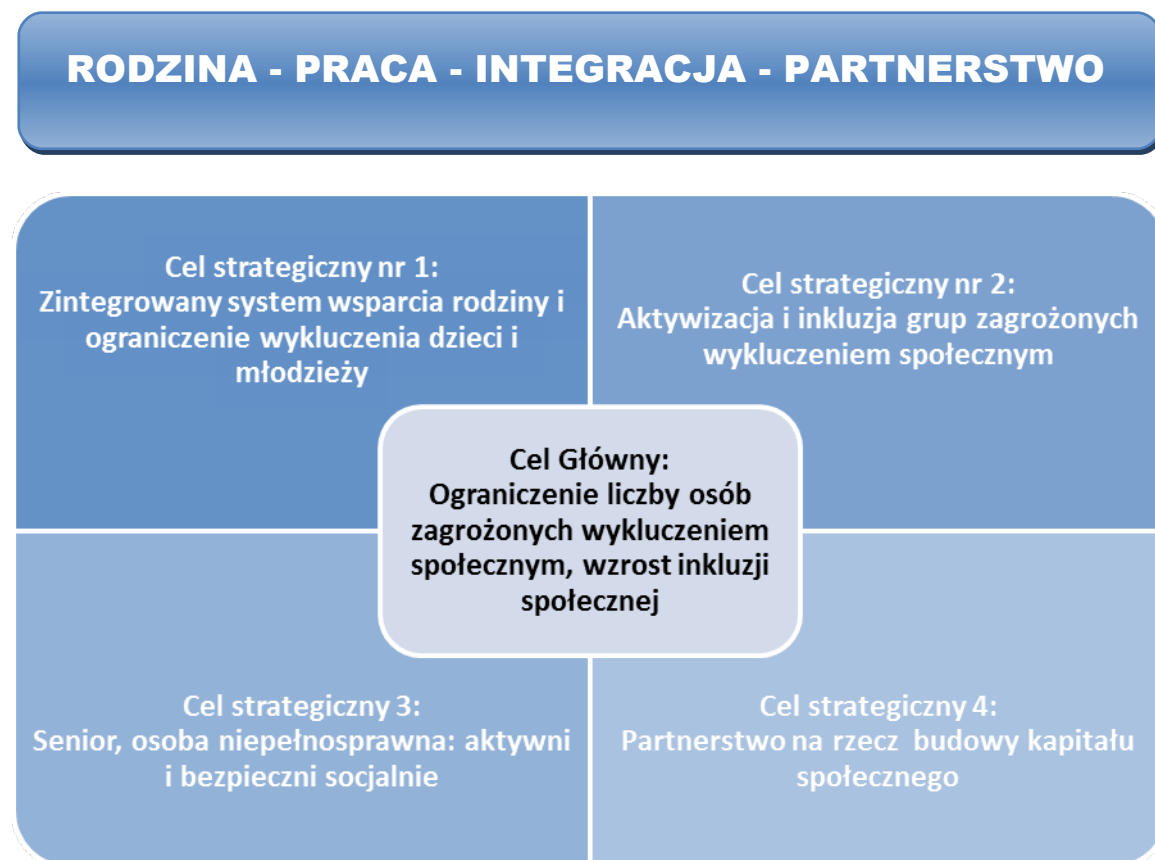 RODZINA - PRACA - INTEGRACJA - PARTNERSTWO
Cel strategiczny nr 1:
Zintegrowany system wsparcia rodziny i
ograniczenie wykluczenia dzieci i
młodzieży
Cel strategiczny nr 2:
Aktywizacja i inkluzja grup zagrożonych
wykluczeniem społecznym
Cel Główny:
Ograniczenie liczby osób
zagrożonych wykluczeniem
społecznym, wzrost inkluzji
społecznej
Cel strategiczny 3:
Senior, osoba niepełnosprawna: aktywni
i bezpieczni socjalnie
Cel strategiczny 4:
Partnerstwo na rzecz budowy kapitału
społecznego